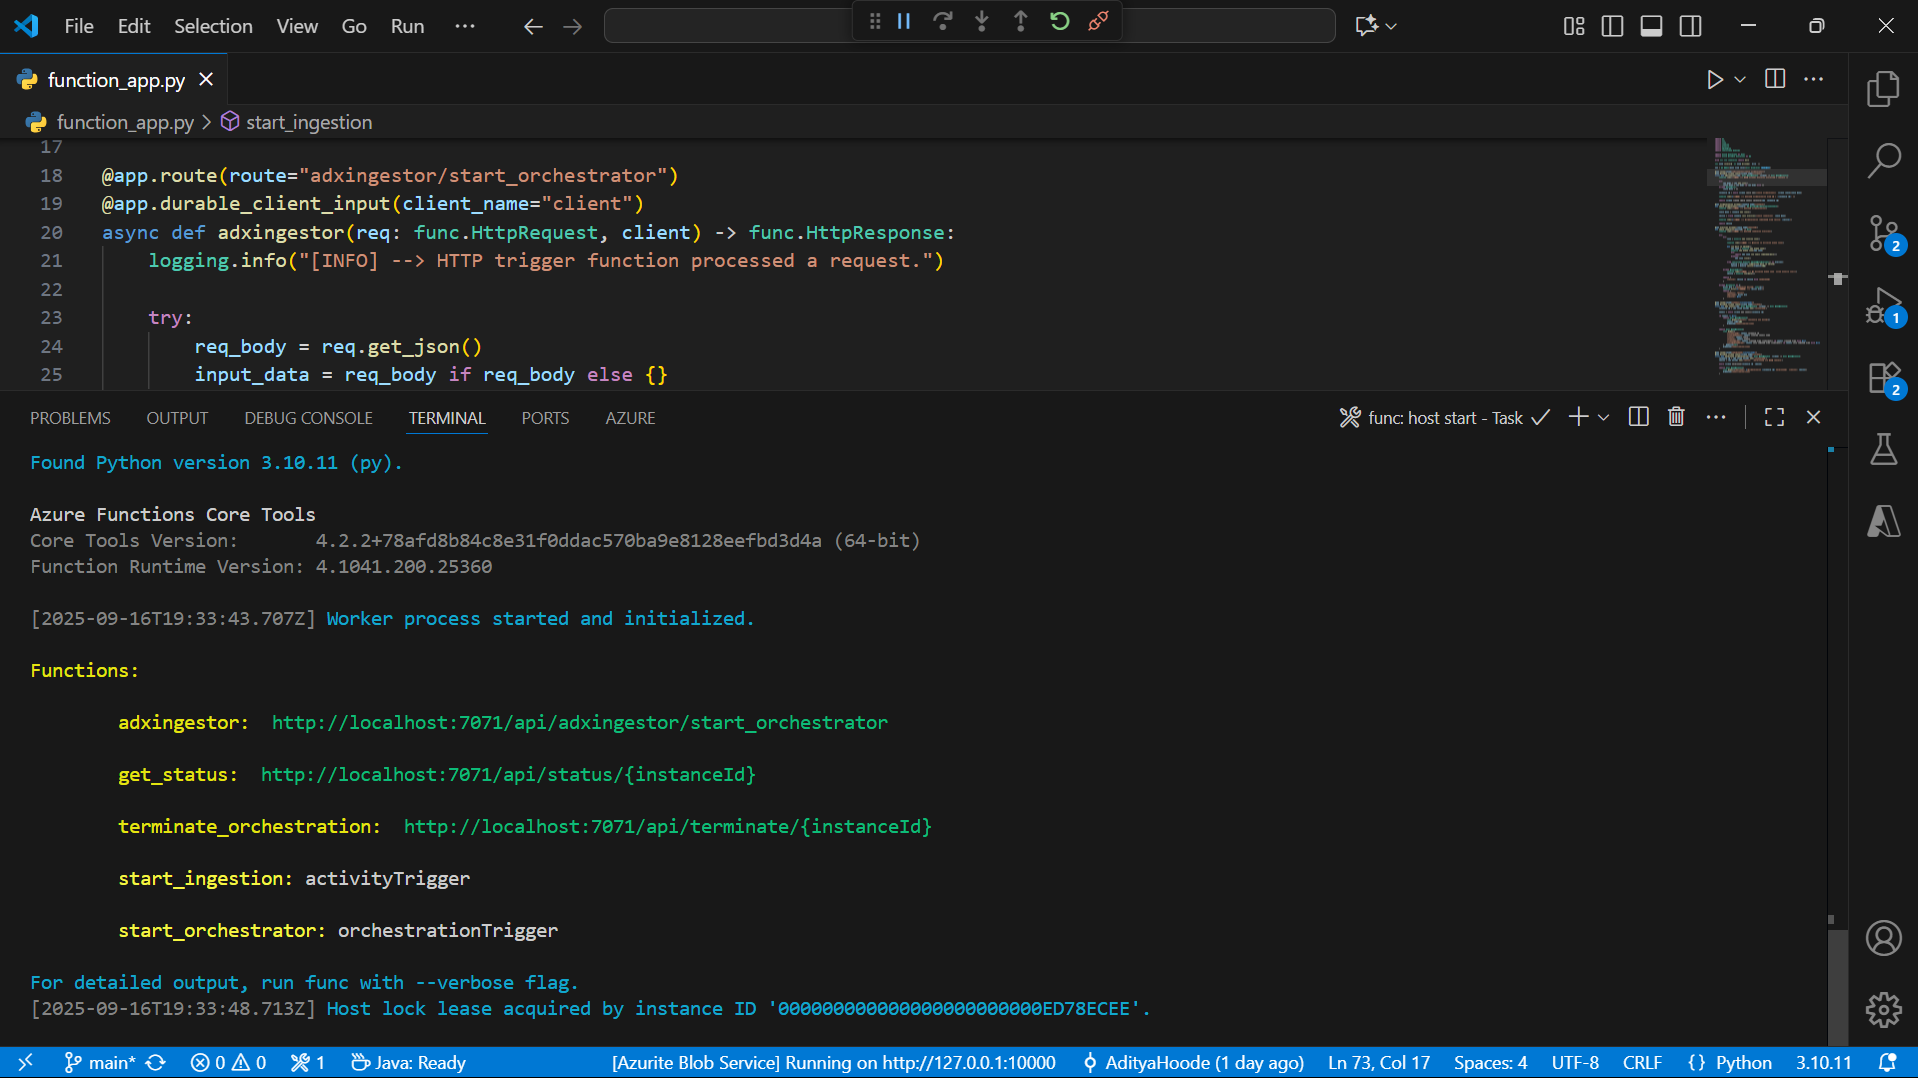 File Edit Selection View Go Run ···
function_app.py
function_app.py > start_ingestion
17
18 @app.route(route="adxingestor/start_orchestrator")
19 @app.durable_client_input(client_name="client")
20 async def adxingestor(req: func.HttpRequest, client) -> func.HttpResponse:
21 logging.info("[INFO] --> HTTP trigger function processed a request.")
22
23 try:
24 req_body = req.get_json()
25 input_data = req_body if req_body else {}
2
1
2
PROBLEMS OUTPUT DEBUG CONSOLE TERMINAL PORTS AZURE func: host start - Task
Found Python version 3.10.11 (py).
Azure Functions Core Tools
Core Tools Version: 4.2.2+78afd8b84c8e31f0ddac570ba9e8128eefbd3d4a (64-bit)
Function Runtime Version: 4.1041.200.25360
[2025-09-16T19:33:43.707Z] Worker process started and initialized.
Functions:
adxingestor: http://localhost:7071/api/adxingestor/start_orchestrator
get_status: http://localhost:7071/api/status/{instanceId}
terminate_orchestration: http://localhost:7071/api/terminate/{instanceId}
start_ingestion: activityTrigger
start_orchestrator: orchestrationTrigger
For detailed output, run func with --verbose flag.
[2025-09-16T19:33:48.713Z] Host lock lease acquired by instance ID '000000000000000000000000ED78ECEE'.
main* 0 0 1 Java: Ready [Azurite Blob Service] Running on http://127.0.0.1:10000 AdityaHoode (1 day ago) Ln 73, Col 17 Spaces: 4 UTF-8 CRLF {} Python 3.10.11